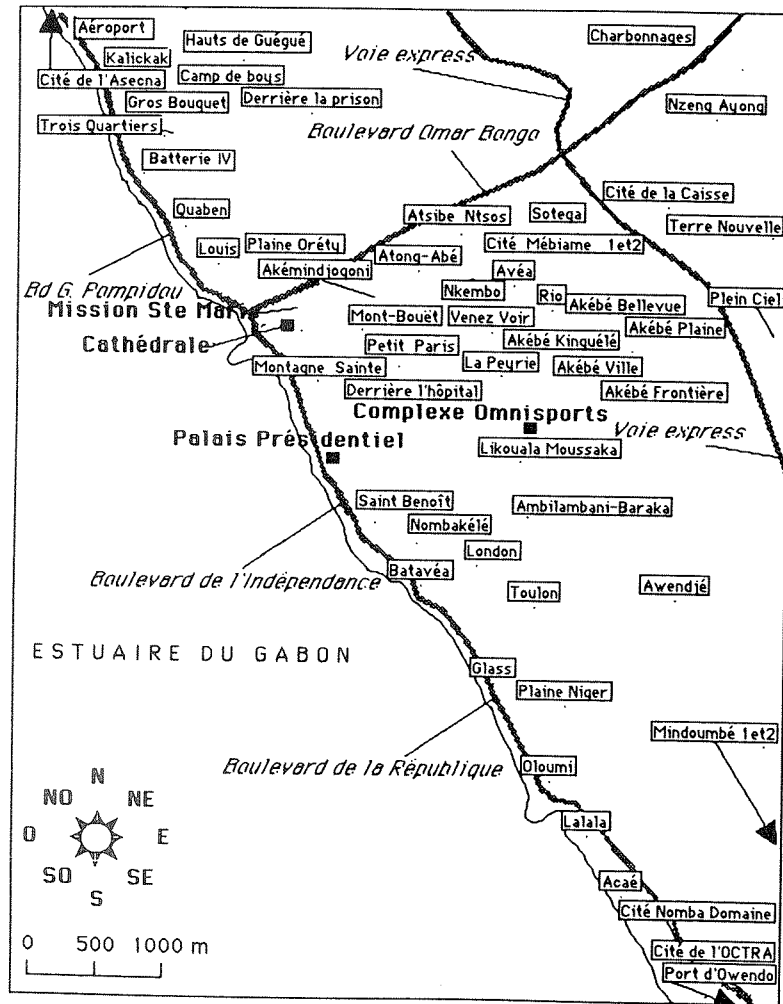 Aéroport
Hauts de Guégué
Charbonnages
Kalickak
Voie express
Cité de l'Asecna
Camp de boys
Gros Bouquet
Derrière la prison
Nzeng Ayong
Trois Quartiers
Boulevard Omar Bongo
Batterie IV
Cité de la Caisse
Quaben
Atsibe Ntsos
Sotega
Terre Nouvelle
Louis
Plaine Oréty
Cité Mébiame 1et2
Atong-Abé
Akémindjogoni
Avéa
Bd G. Pompidou
Nkembo
Rio
Akébé Bellevue
Plein Ciel
Mission Ste Mary
Mont-Bouët
Venez Voir
Akébé Plaine
Cathédrale
Petit Paris
Akébé Kinguélé
Montagne Sainte
La Peyrie
Akébé Ville
Derrière l'hôpital
Akébé Frontière
Complexe Omnisports
Palais Présidentiel
Voie express
Likouala Moussaka
Saint Benoît
Ambilambani-Baraka
Nombakélé
London
Boulevard de l'Indépendance
Batavéa
Toulon
Awendjé
ESTUAIRE DU GABON
Glass
Plaine Niger
Mindoumbé 1et2
Boulevard de la République
Oloumi
N
NO NE
O E
SO SE
S
Lalala
Acaé
Cité Nomba Domaine
0 500 1000 m
Cité de l'OCTRA
Port d'Owendo